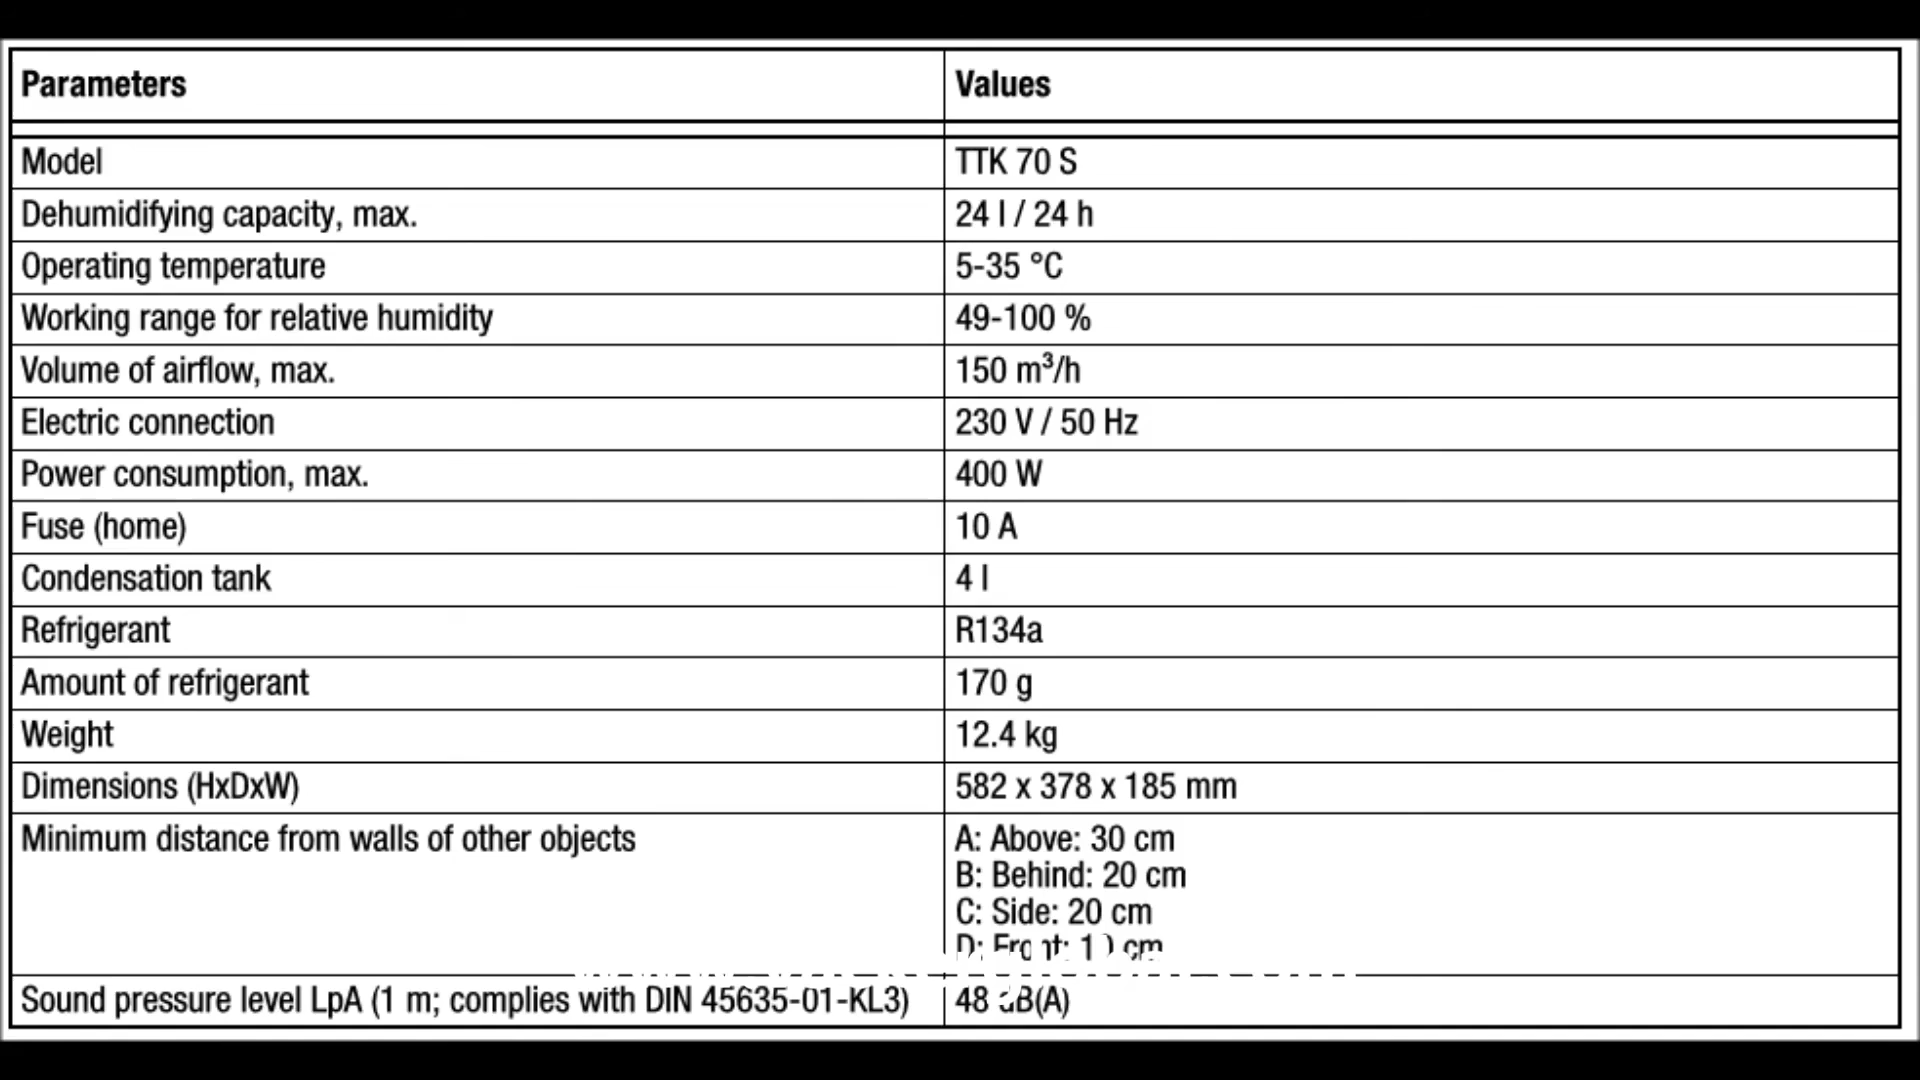 Parameters Values
Model TTK 70 S
Dehumidifying capacity, max. 24 l / 24 h
Operating temperature 5-35 °C
Working range for relative humidity 49-100 %
Volume of airflow, max. 150 m³/h
Electric connection 230 V / 50 Hz
Power consumption, max. 400 W
Fuse (home) 10 A
Condensation tank 4 l
Refrigerant R134a
Amount of refrigerant 170 g
Weight 12.4 kg
Dimensions (HxDxW) 582 x 378 x 185 mm
Minimum distance from walls of other objects A: Above: 30 cm
B: Behind: 20 cm
C: Side: 20 cm
D: Front: cm
Sound pressure level LpA (1 m; complies with DIN 45635-01-KL3) 48 dB(A)